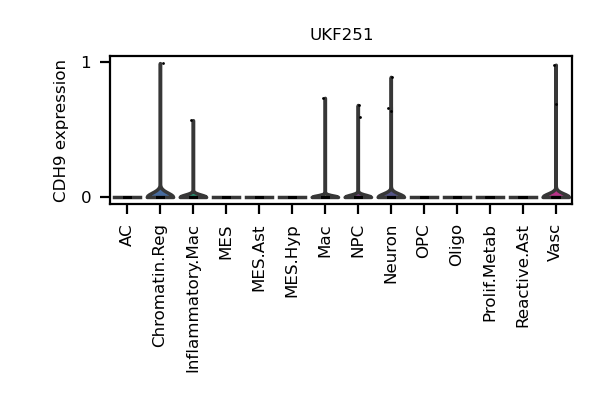 UKF251
CDH9 expression
1
0
AC
Chromatin.Reg
Inflammatory.Mac
MES
MES.Ast
MES.Hyp
Mac
NPC
Neuron
OPC
Oligo
Prolif.Metab
Reactive.Ast
Vasc